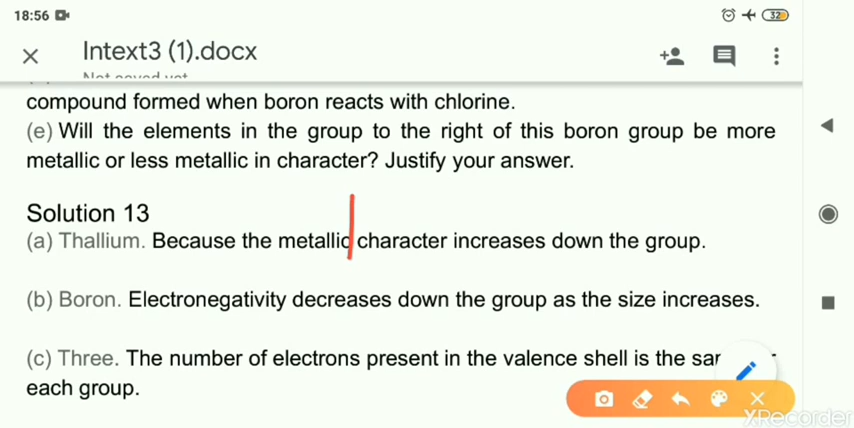 18:56
32
Intext3 (1).docx
Not saved yet
compound formed when boron reacts with chlorine.
(e) Will the elements in the group to the right of this boron group be more
metallic or less metallic in character? Justify your answer.
Solution 13
(a) Thallium. Because the metallic character increases down the group.
(b) Boron. Electronegativity decreases down the group as the size increases.
(c) Three. The number of electrons present in the valence shell is the
each group.
XRecorder